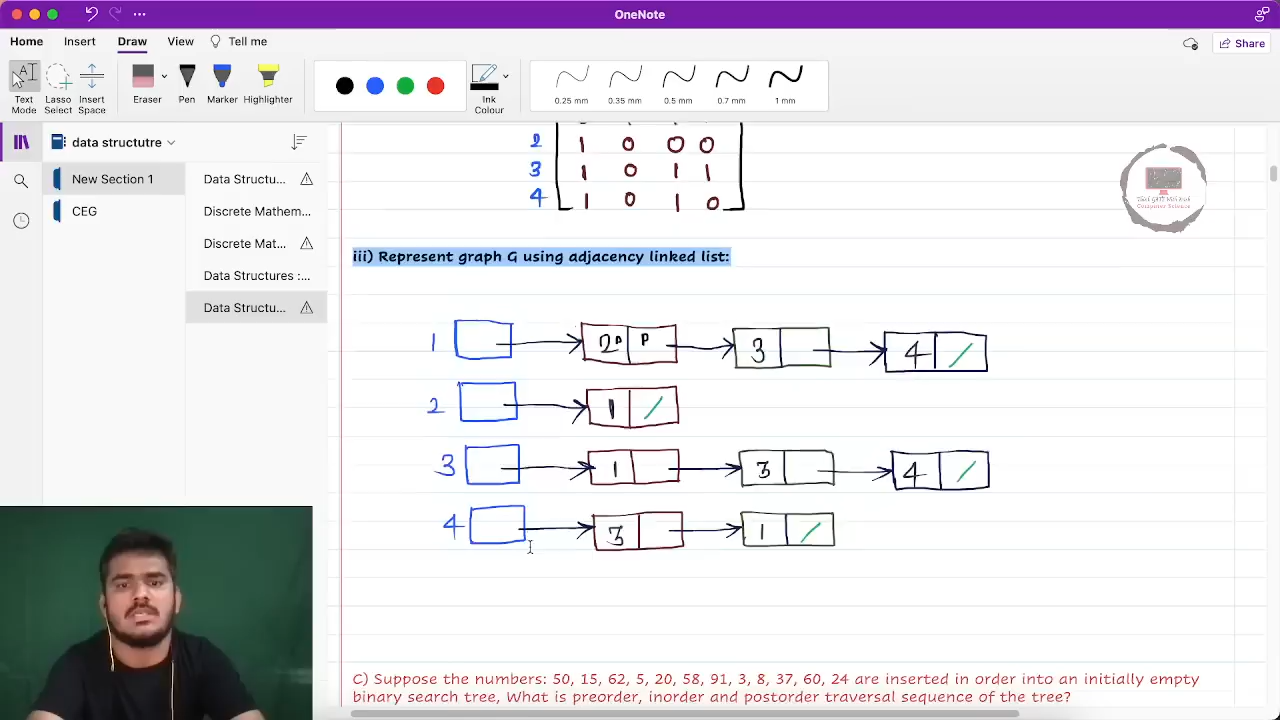 OneNote
Home Insert Draw View Tell me
Share
Text Mode
Lasso Select
Insert Space
Eraser
Pen
Marker
Highlighter
Ink Colour
0.25 mm 0.35 mm 0.5 mm 0.7 mm 1 mm
data structutre
New Section 1
CEG
Data Structu...
Discrete Mathem...
Discrete Mat...
Data Structures :...
Data Structu...
2 1 0 0 0
3 1 0 1 1
4 1 0 1 0
Computer Science
iii) Represent graph G using adjacency linked list:
1 2 P 3 4
2 1
3 1 3 4
4 3 1
C) Suppose the numbers: 50, 15, 62, 5, 20, 58, 91, 3, 8, 37, 60, 24 are inserted in order into an initially empty
binary search tree, What is preorder, inorder and postorder traversal sequence of the tree?